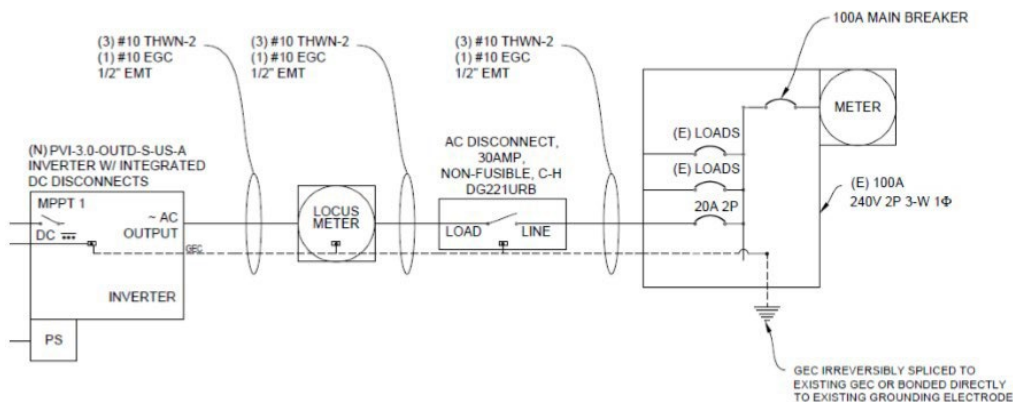 100A MAIN BREAKER
(3) #10 THWN-2
(1) #10 EGC
1/2" EMT
(3) #10 THWN-2
(1) #10 EGC
1/2" EMT
(3) #10 THWN-2
(1) #10 EGC
1/2" EMT
METER
(N) PVI-3.0-OUTD-S-US-A
INVERTER W/ INTEGRATED
DC DISCONNECTS
AC DISCONNECT,
30AMP,
NON-FUSIBLE, C-H
DG221URB
(E) LOADS
(E) LOADS
20A 2P
(E) 100A
240V 2P 3-W 1Φ
MPPT 1
DC
~ AC
OUTPUT
GEC
INVERTER
PS
LOCUS
METER
LOAD
LINE
GEC IRREVERSIBLY SPLICED TO
EXISTING GEC OR BONDED DIRECTLY
TO EXISTING GROUNDING ELECTRODE